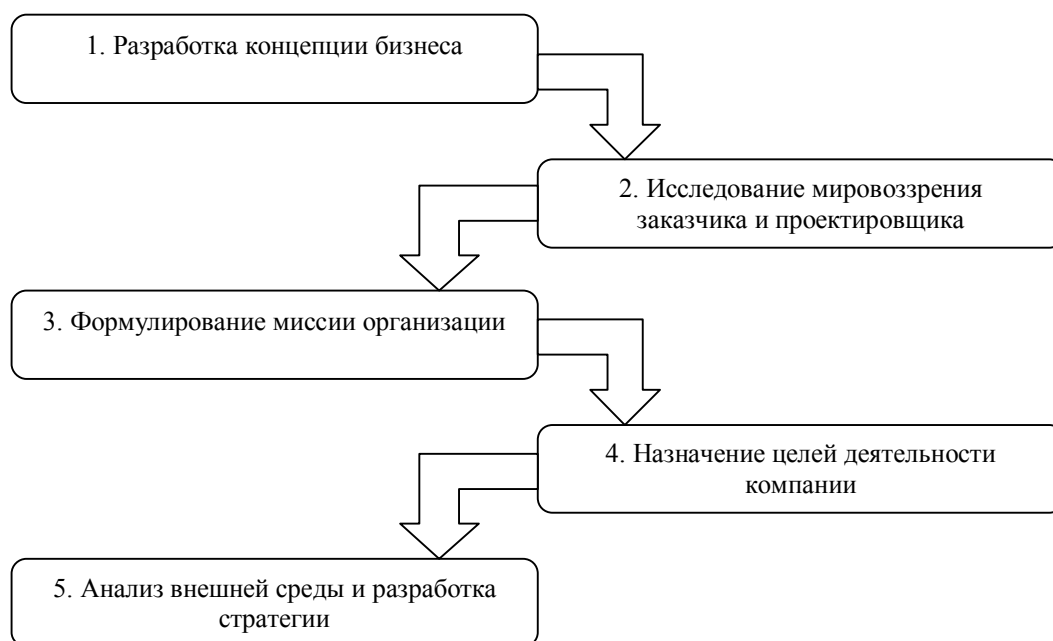 1. Разработка концепции бизнеса
2. Исследование мировоззрения
заказчика и проектировщика
3. Формулирование миссии организации
4. Назначение целей деятельности
компании
5. Анализ внешней среды и разработка
стратегии